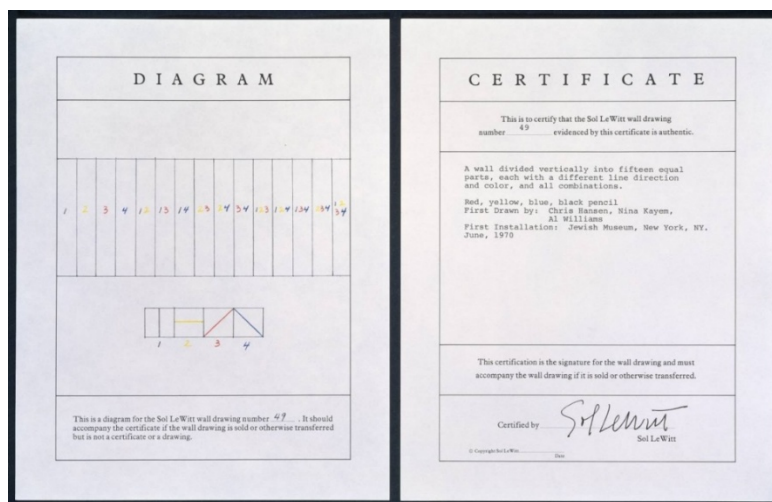 DIAGRAM
1 2 3 4 12 13 14 23 24 34 123 124 134 234 12
34
1 2 3 4
This is a diagram for the Sol LeWitt wall drawing number 49 . It should
accompany the certificate if the wall drawing is sold or otherwise transferred
but is not a certificate or a drawing.
CERTIFICATE
This is to certify that the Sol LeWitt wall drawing
number 49 evidenced by this certificate is authentic.
A wall divided vertically into fifteen equal
parts, each with a different line direction
and color, and all combinations.
Red, yellow, blue, black pencil
First Drawn by: Chris Hansen, Nina Kayem,
Al Williams
First Installation: Jewish Museum, New York, NY.
June, 1970
This certification is the signature for the wall drawing and must
accompany the wall drawing if it is sold or otherwise transferred.
Certified by Sol LeWitt
Sol LeWitt
© Copyright Sol LeWitt
Date